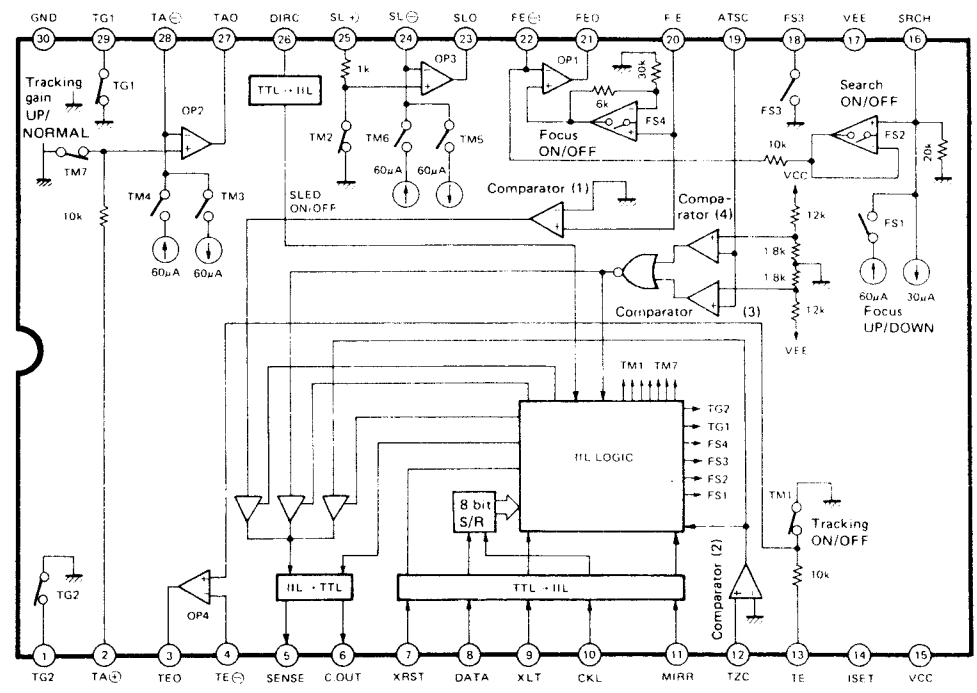 GND TG1 TA⊖ TAO DIRC SL + SL⊖ SLO FE⊖ FEO F.E ATSC FS3 VEE SRCH
30 29 28 27 26 25 24 23 22 21 20 19 18 17 16
Tracking
gain
UP/
NORMAL
TG1
TM7
10k
OP2
TM4
TM3
60μA
60μA
TTL→IIL
SLED
ON/OFF
1k
TM2
OP3
TM6
TM5
60μA
60μA
OP1
30k
6k
FS4
Focus
ON/OFF
Comparator (1)
Compa-
rator (4)
Comparator (3)
FS3
10k
VCC
12k
1.8k
1.8k
12k
VEE
Search
ON/OFF
FS2
20k
FS1
60μA
30μA
Focus
UP/DOWN
TM1 TM7
IIL LOGIC
TG2
TG1
FS4
FS3
FS2
FS1
8 bit
S/R
TM1
Tracking
ON/OFF
10k
Comparator (2)
TG2
OP4
IIL→TTL
TTL→IIL
1 2 3 4 5 6 7 8 9 10 11 12 13 14 15
TG2 TA⊕ TEO TE⊖ SENSE C.OUT XRST DATA XLT CKL MIRR TZC TE ISET VCC